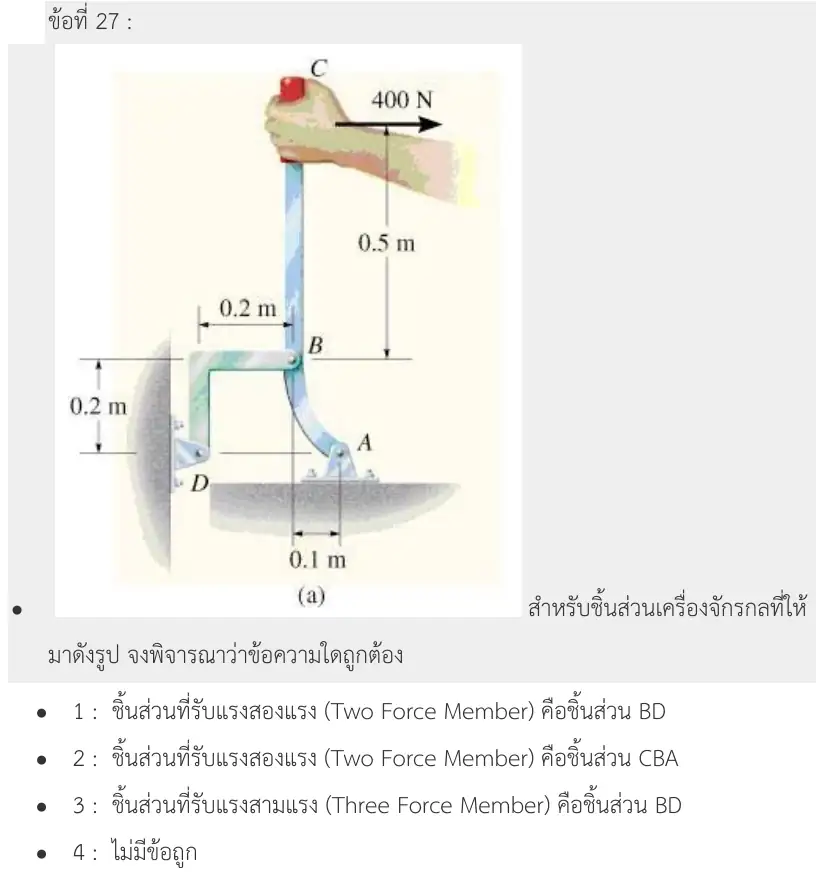 ข้อที่ 27 :
C
400 N
0.5 m
0.2 m
B
0.2 m
A
D
0.1 m
(a)
สำหรับชิ้นส่วนเครื่องจักรกลที่ให้
มาดังรูป จงพิจารณาว่าข้อความใดถูกต้อง
1 : ชิ้นส่วนที่รับแรงสองแรง (Two Force Member) คือชิ้นส่วน BD
2 : ชิ้นส่วนที่รับแรงสองแรง (Two Force Member) คือชิ้นส่วน CBA
3 : ชิ้นส่วนที่รับแรงสามแรง (Three Force Member) คือชิ้นส่วน BD
4 : ไม่มีข้อถูก